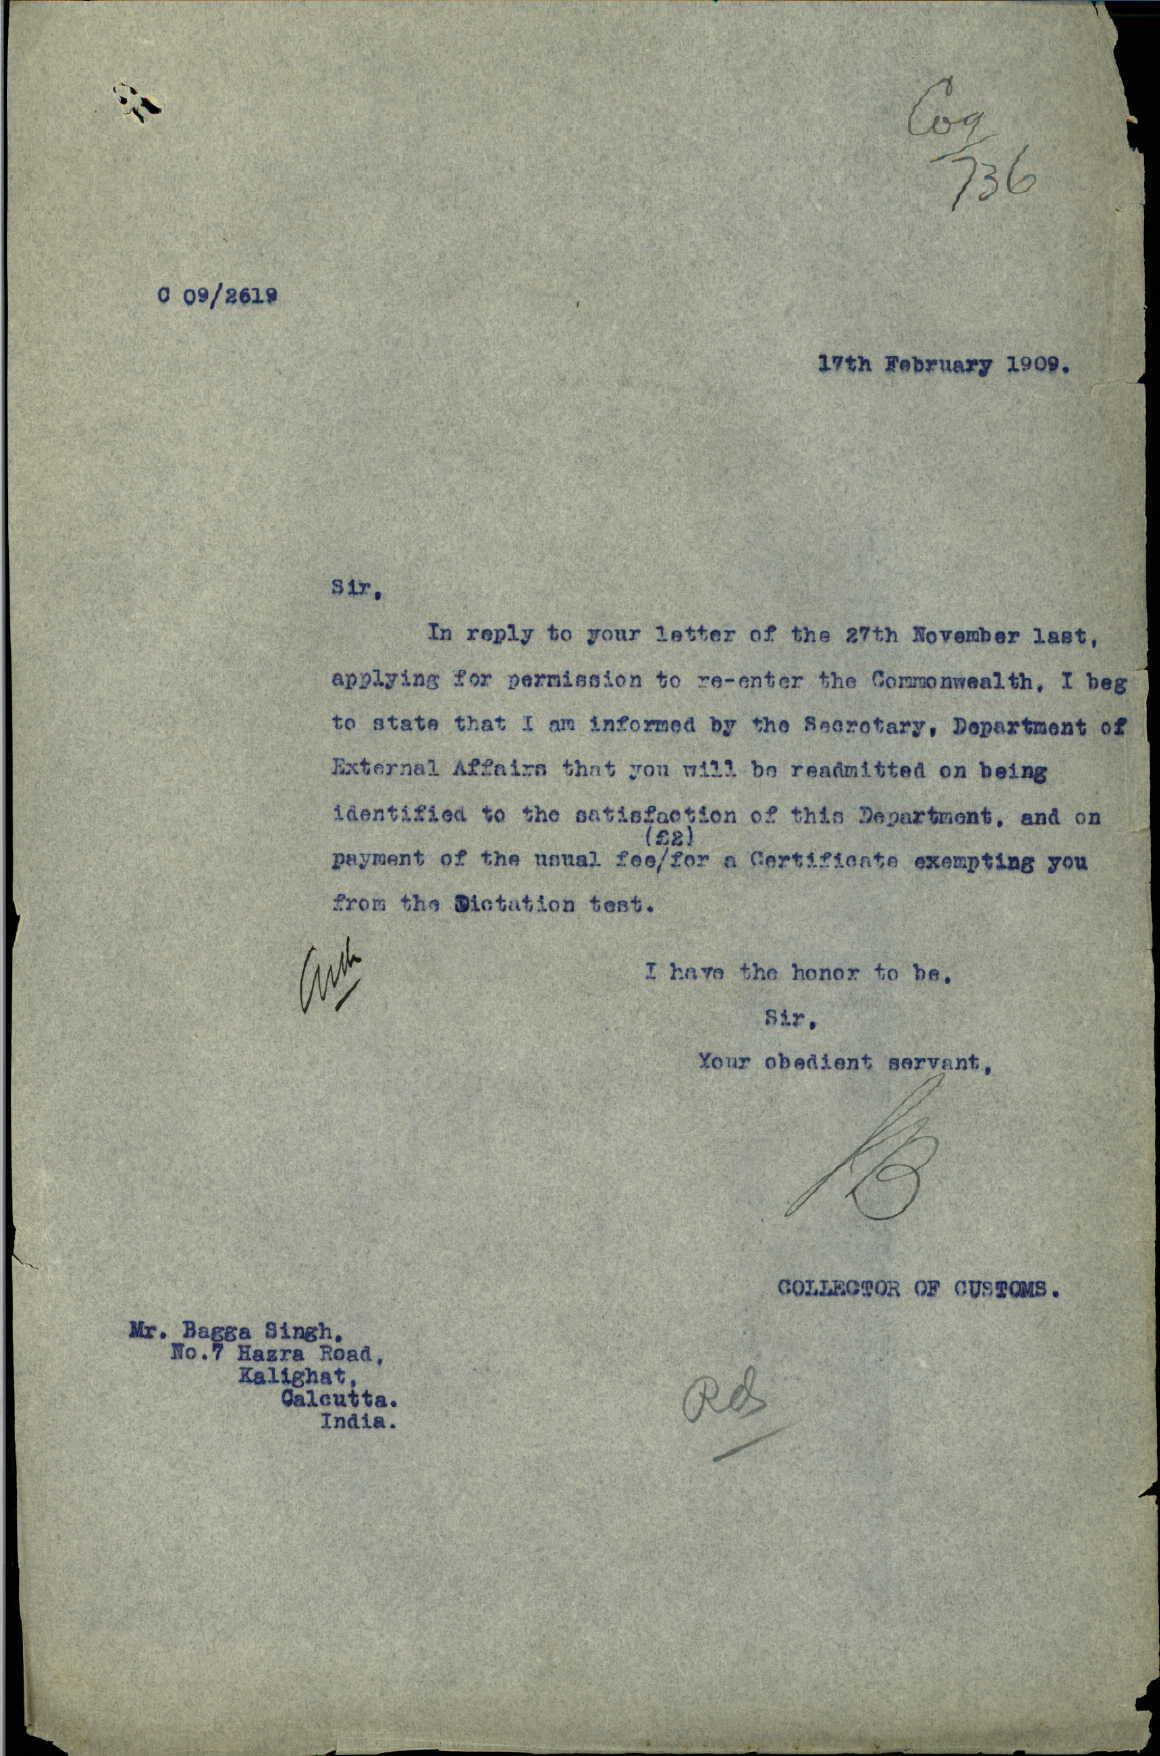 C09
736
C 09/2619
17th February 1909.
Sir,
In reply to your letter of the 27th November last,
applying for permission to re-enter the Commonwealth, I beg
to state that I am informed by the Secretary, Department of
External Affairs that you will be readmitted on being
identified to the satisfaction of this Department, and on
(£2)
payment of the usual fee/for a Certificate exempting you
from the Dictation test.
I have the honor to be,
Sir,
Your obedient servant,
COLLECTOR OF CUSTOMS.
Mr. Bagga Singh,
No.7 Hazra Road,
Kalighat,
Calcutta.
India.